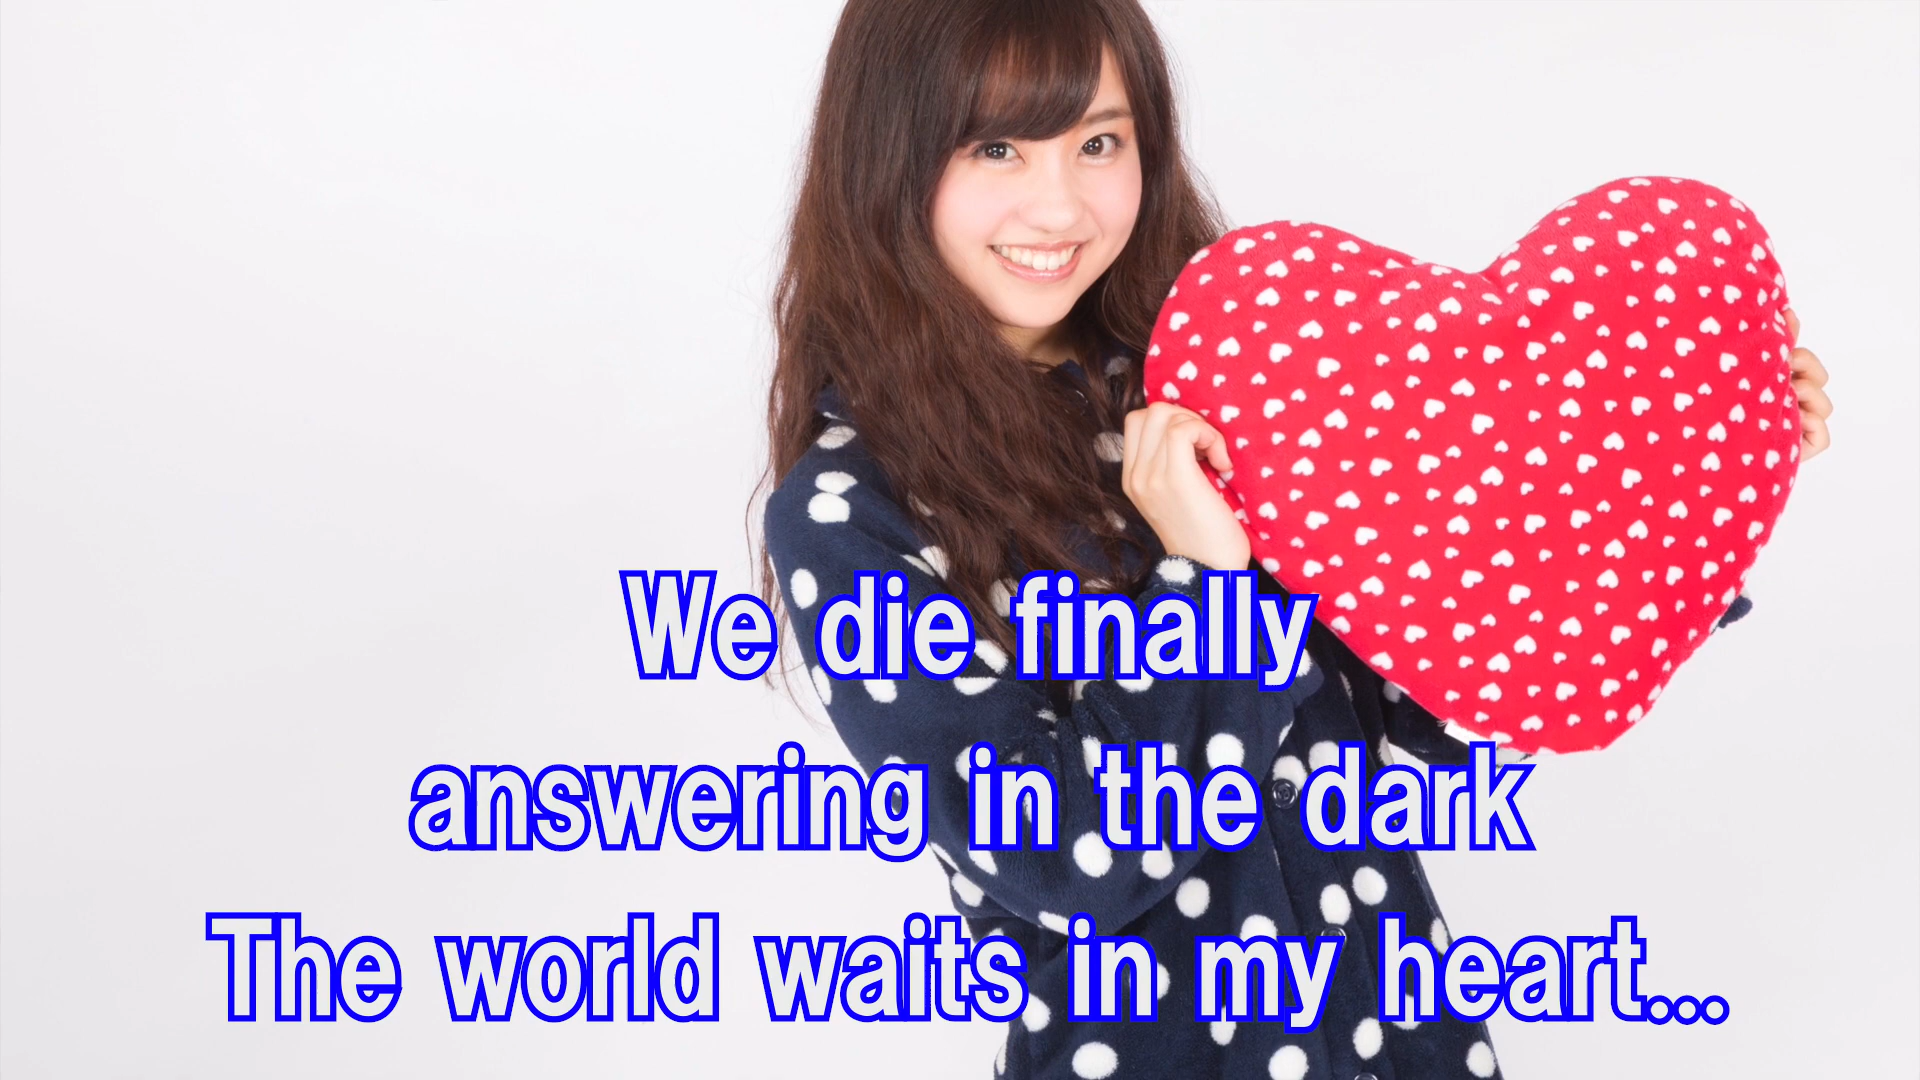 We die finally
answering in the dark
The world waits in my heart...